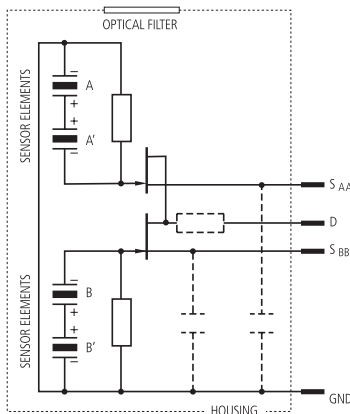 OPTICAL FILTER
SENSOR ELEMENTS
−
A
+
+
A'
−
S AA
D
S BB
SENSOR ELEMENTS
−
B
+
+
B'
−
GND
HOUSING